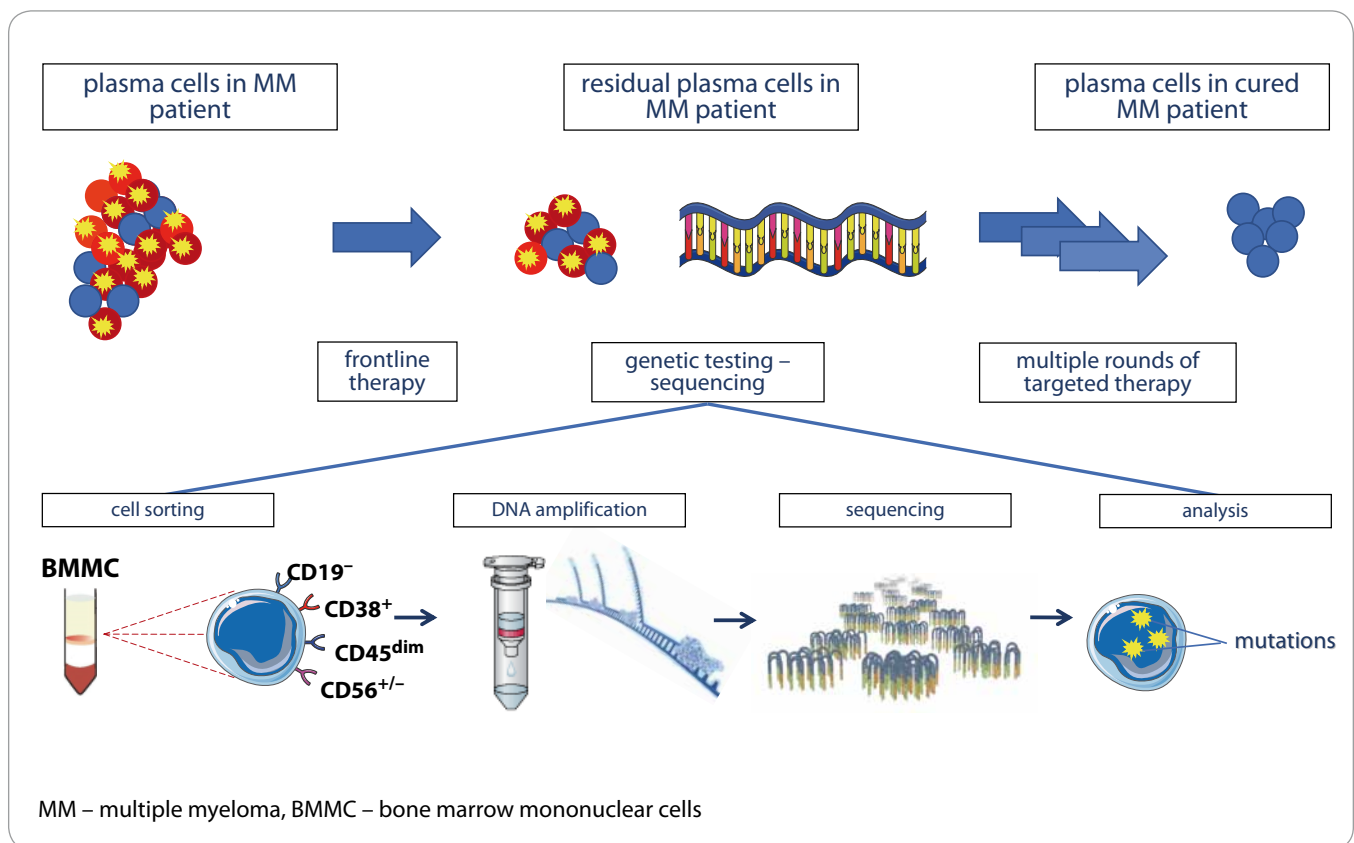 plasma cells in MM
patient
residual plasma cells in
MM patient
plasma cells in cured
MM patient
frontline
therapy
genetic testing –
sequencing
multiple rounds of
targeted therapy
cell sorting
DNA amplification
sequencing
analysis
BMMC
CD19⁻
CD38⁺
CD45ᵈⁱᵐ
CD56⁺/⁻
mutations
MM – multiple myeloma, BMMC – bone marrow mononuclear cells